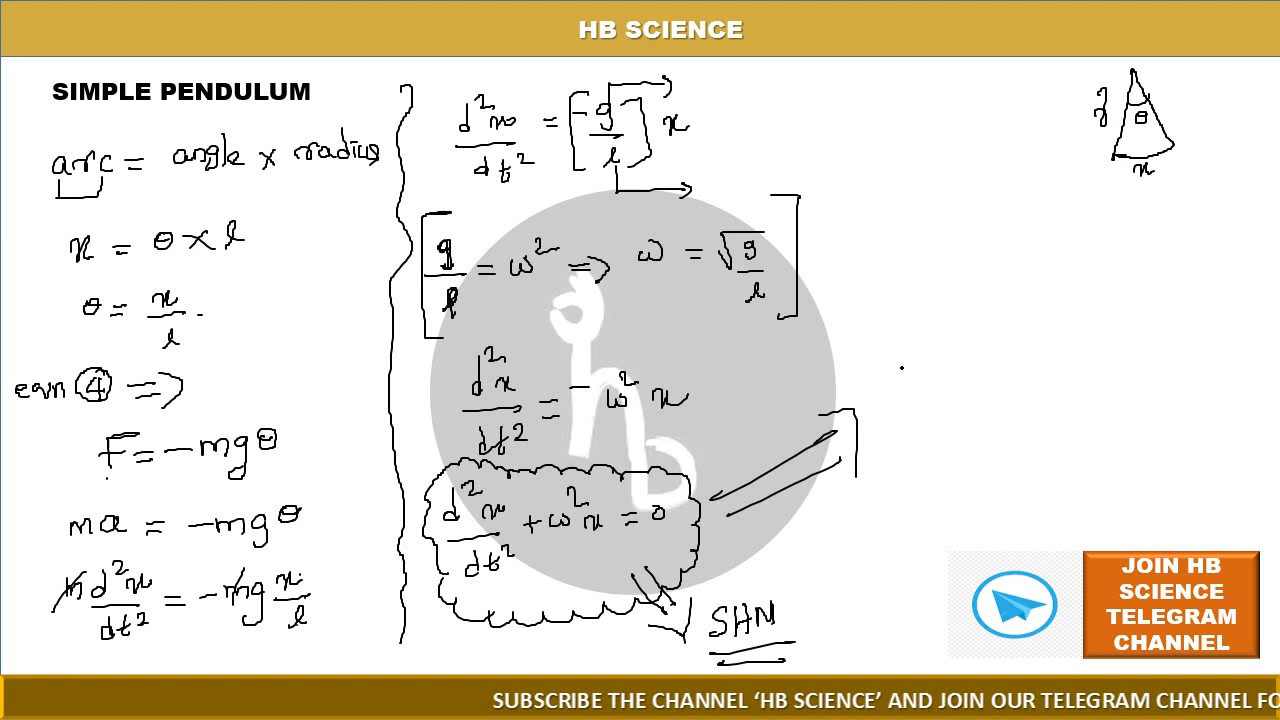 HB SCIENCE
SIMPLE PENDULUM
arc = angle × radius
x = θ × l
θ = x/l
eqn ④ ⇒
F = -mgθ
ma = -mgθ
m d²x/dt² = -mg x/l
d²x/dt² = [-g/l] x
[g/l = ω² ⇒ ω = √g/l]
d²x/dt² = -ω² x
d²x/dt² + ω²x = 0
SHM
θ
l
x
hb
JOIN HB
SCIENCE
TELEGRAM
CHANNEL
SUBSCRIBE THE CHANNEL ‘HB SCIENCE’ AND JOIN OUR TELEGRAM CHANNEL FO